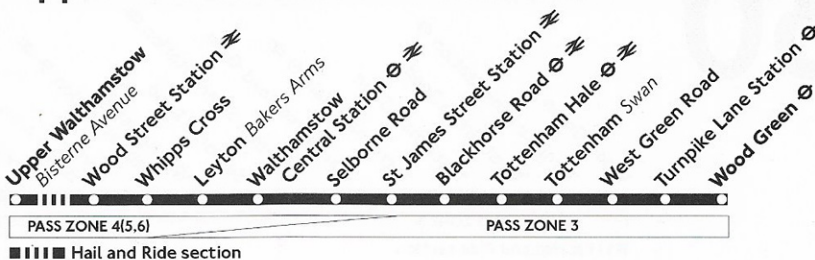 Upper Walthamstow
Bisterne Avenue
Wood Street Station
Whipps Cross
Leyton Bakers Arms
Walthamstow
Central Station
Selborne Road
St James Street Station
Blackhorse Road
Tottenham Hale
Tottenham Swan
West Green Road
Turnpike Lane Station
Wood Green
PASS ZONE 4(5,6)
PASS ZONE 3
Hail and Ride section